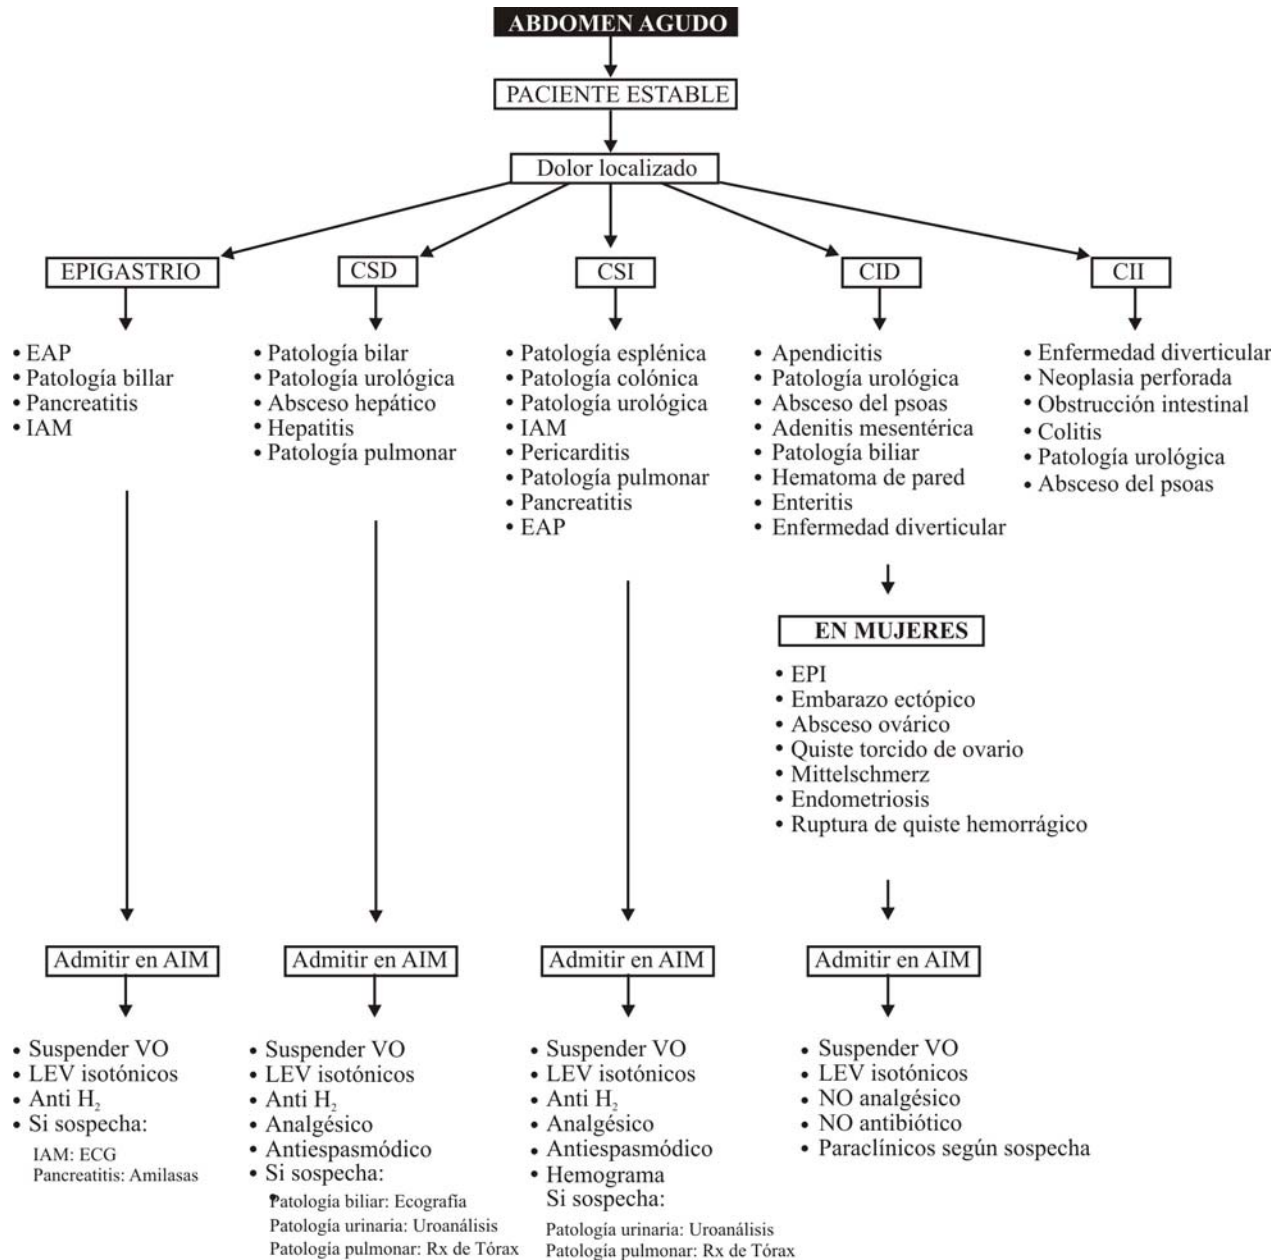 ABDOMEN AGUDO
PACIENTE ESTABLE
Dolor localizado
EPIGASTRIO
• EAP
• Patología billar
• Pancreatitis
• IAM
CSD
• Patología bilar
• Patología urológica
• Absceso hepático
• Hepatitis
• Patología pulmonar
CSI
• Patología esplénica
• Patología colónica
• Patología urológica
• IAM
• Pericarditis
• Patología pulmonar
• Pancreatitis
• EAP
CID
• Apendicitis
• Patología urológica
• Absceso del psoas
• Adenitis mesentérica
• Patología biliar
• Hematoma de pared
• Enteritis
• Enfermedad diverticular
CII
• Enfermedad diverticular
• Neoplasia perforada
• Obstrucción intestinal
• Colitis
• Patología urológica
• Absceso del psoas
EN MUJERES
• EPI
• Embarazo ectópico
• Absceso ovárico
• Quiste torcido de ovario
• Mittelschmerz
• Endometriosis
• Ruptura de quiste hemorrágico
Admitir en AIM
• Suspender VO
• LEV isotónicos
• Anti H₂
• Si sospecha:
IAM: ECG
Pancreatitis: Amilasas
Admitir en AIM
• Suspender VO
• LEV isotónicos
• Anti H₂
• Analgésico
• Antiespasmódico
• Si sospecha:
• Patología biliar: Ecografía
Patología urinaria: Uroanálisis
Patología pulmonar: Rx de Tórax
Admitir en AIM
• Suspender VO
• LEV isotónicos
• Anti H₂
• Analgésico
• Antiespasmódico
• Hemograma
Si sospecha:
Patología urinaria: Uroanálisis
Patología pulmonar: Rx de Tórax
Admitir en AIM
• Suspender VO
• LEV isotónicos
• NO analgésico
• NO antibiótico
• Paraclínicos según sospecha